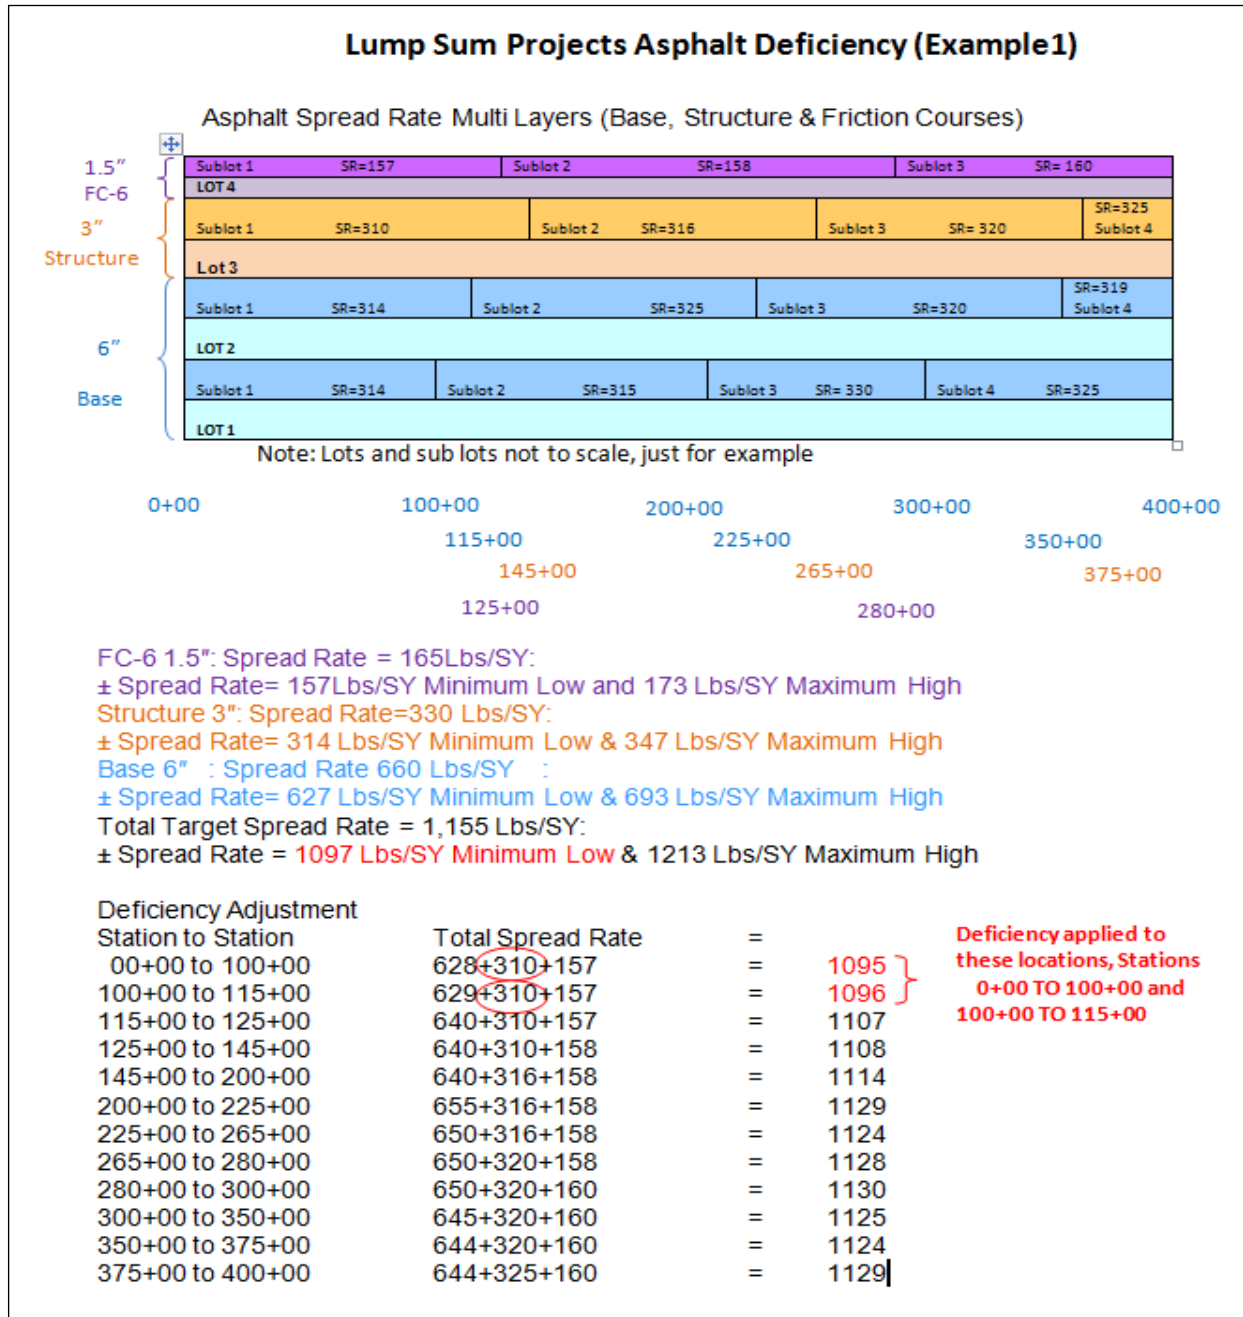 Lump Sum Projects Asphalt Deficiency (Example1)
Asphalt Spread Rate Multi Layers (Base, Structure & Friction Courses)
1.5"
FC-6
Sublot 1 SR=157 Sublot 2 SR=158 Sublot 3 SR= 160
LOT 4
3"
Structure
SR=325
Sublot 1 SR=310 Sublot 2 SR=316 Sublot 3 SR= 320 Sublot 4
Lot 3
6"
Base
SR=319
Sublot 1 SR=314 Sublot 2 SR=325 Sublot 3 SR=320 Sublot 4
LOT 2
Sublot 1 SR=314 Sublot 2 SR=315 Sublot 3 SR= 330 Sublot 4 SR=325
LOT 1
Note: Lots and sub lots not to scale, just for example
0+00 100+00 200+00 300+00 400+00
115+00 225+00 350+00
145+00 265+00 375+00
125+00 280+00
FC-6 1.5": Spread Rate = 165Lbs/SY:
± Spread Rate= 157Lbs/SY Minimum Low and 173 Lbs/SY Maximum High
Structure 3": Spread Rate=330 Lbs/SY:
± Spread Rate= 314 Lbs/SY Minimum Low & 347 Lbs/SY Maximum High
Base 6" : Spread Rate 660 Lbs/SY :
± Spread Rate= 627 Lbs/SY Minimum Low & 693 Lbs/SY Maximum High
Total Target Spread Rate = 1,155 Lbs/SY:
± Spread Rate = 1097 Lbs/SY Minimum Low & 1213 Lbs/SY Maximum High
Deficiency Adjustment
Station to Station Total Spread Rate =
00+00 to 100+00 628+310+157 = 1095
100+00 to 115+00 629+310+157 = 1096
115+00 to 125+00 640+310+157 = 1107
125+00 to 145+00 640+310+158 = 1108
145+00 to 200+00 640+316+158 = 1114
200+00 to 225+00 655+316+158 = 1129
225+00 to 265+00 650+316+158 = 1124
265+00 to 280+00 650+320+158 = 1128
280+00 to 300+00 650+320+160 = 1130
300+00 to 350+00 645+320+160 = 1125
350+00 to 375+00 644+320+160 = 1124
375+00 to 400+00 644+325+160 = 1129
Deficiency applied to
these locations, Stations
0+00 TO 100+00 and
100+00 TO 115+00